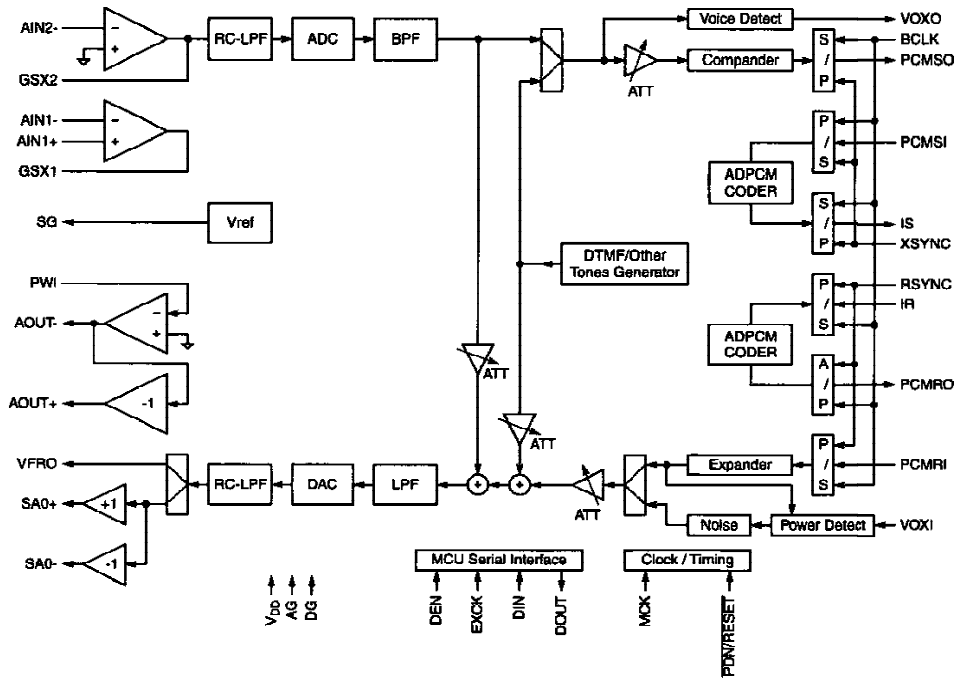 AIN2-
GSX2
AIN1-
AIN1+
GSX1
SG
PWI
AOUT-
AOUT+
VFRO
SA0+
SA0-
-
+
-
+
-
+
-1
+1
-1
RC-LPF
ADC
BPF
Vref
RC-LPF
DAC
LPF
ATT
ATT
ATT
ATT
+
+
DTMF/Other
Tones Generator
Voice Detect
Compander
ADPCM
CODER
ADPCM
CODER
Expander
Noise
Power Detect
S
/
P
P
/
S
S
/
P
P
/
S
A
/
P
P
/
S
VOXO
BCLK
PCMSO
PCMSI
IS
XSYNC
RSYNC
IR
PCMRO
PCMRI
VOXI
MCU Serial Interface
Clock / Timing
VDD
AG
DG
DEN
EXCK
DIN
DOUT
MCK
PDN/RESET